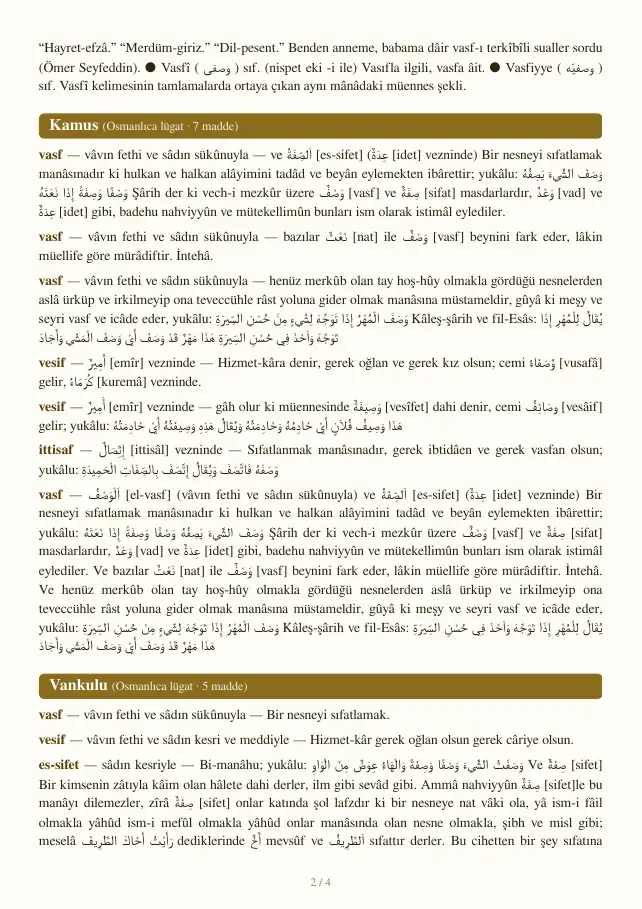 “Hayret-efzâ.” “Merdüm-giriz.” “Dil-pesent.” Benden anneme, babama dâir vasf-ı terkîbîli sualler sordu
(Ömer Seyfeddin). ● Vasfî ( وصفى ) sıf. (nispet eki -i ile) Vasıfla ilgili, vasfa âit. ● Vasfiyye ( وصفيّه )
sıf. Vasfî kelimesinin tamlamalarda ortaya çıkan aynı mânâdaki müennes şekli.
Kamus (Osmanlıca lügat · 7 madde)
vasf — vâvın fethi ve sâdın sükûnuyla — ve اَلصِّفَةُ [es-sifet] (عِدَةٌ [idet] vezninde) Bir nesneyi sıfatlamak
manâsınadır ki hulkan ve halkan alâyimini tadâd ve beyân eylemekten ibârettir; yukâlu: وَصَفَ الشَّيْءَ يَصِفُهُ
وَصْفًا وَصِفَةً إِذَا نَعَتَهُ Şârih der ki vech-i mezkûr üzere وَصْفٌ [vasf] ve صِفَةٌ [sifat] masdarlardır, وَعْدٌ [vad] ve
عِدَةٌ [idet] gibi, badehu nahviyyûn ve mütekellimûn bunları ism olarak istimâl eylediler.
vasf — vâvın fethi ve sâdın sükûnuyla — bazılar نَعْتٌ [nat] ile وَصْفٌ [vasf] beynini fark eder, lâkin
müellife göre mürâdiftir. İntehâ.
vasf — vâvın fethi ve sâdın sükûnuyla — henüz merkûb olan tay hoş-hûy olmakla gördüğü nesnelerden
aslâ ürküp ve irkilmeyip ona teveccühle râst yoluna gider olmak manâsına müstameldir, gûyâ ki meşy ve
seyri vasf ve icâde eder, yukâlu: وَصَفَ الْمُهْرُ إِذَا تَوَجَّهَ لِشَيْءٍ مِنْ حُسْنِ السِّيرَةِ Kâleş-şârih ve fil-Esâs: يُقَالُ لِلْمُهْرِ إِذَا
تَوَجَّهَ وَأَخَذَ فِي حُسْنِ السِّيرَةِ هَذَا مَهْرٌ قَدْ وَصَفَ أَيْ وَصَفَ الْمَشْيَ وَأَجَادَ
vesif — أَمِيرٌ [emîr] vezninde — Hizmet-kâra denir, gerek oğlan ve gerek kız olsun; cemi وُصَفَاءُ [vusafâ]
gelir, كُرَمَاءُ [kuremâ] vezninde.
vesif — أَمِيرٌ [emîr] vezninde — gâh olur ki müennesinde وَصِيفَةٌ [vesîfet] dahi denir, cemi وَصَائِفُ [vesâif]
gelir; yukâlu: هَذَا وَصِيفُ فُلاَنٍ أَيْ خَادِمُهُ وَخَادِمَتُهُ وَيُقَالُ هَذِهِ وَصِيفَتُهُ أَيْ خَادِمَتُهُ
ittisaf — إِتِّصَالٌ [ittisâl] vezninde — Sıfatlanmak manâsınadır, gerek ibtidâen ve gerek vasfan olsun;
yukâlu: وَصَفَهُ فَاتَّصَفَ وَيُقَالُ إِتَّصَفَ بِالصِّفَاتِ الْحَمِيدَةِ
vasf — اَلْوَصْفُ [el-vasf] (vâvın fethi ve sâdın sükûnuyla) ve اَلصِّفَةُ [es-sifet] (عِدَةٌ [idet] vezninde) Bir
nesneyi sıfatlamak manâsınadır ki hulkan ve halkan alâyimini tadâd ve beyân eylemekten ibârettir;
yukâlu: وَصَفَ الشَّيْءَ يَصِفُهُ وَصْفًا وَصِفَةً إِذَا نَعَتَهُ Şârih der ki vech-i mezkûr üzere وَصْفٌ [vasf] ve صِفَةٌ [sifat]
masdarlardır, وَعْدٌ [vad] ve عِدَةٌ [idet] gibi, badehu nahviyyûn ve mütekellimûn bunları ism olarak istimâl
eylediler. Ve bazılar نَعْتٌ [nat] ile وَصْفٌ [vasf] beynini fark eder, lâkin müellife göre mürâdiftir. İntehâ.
Ve henüz merkûb olan tay hoş-hûy olmakla gördüğü nesnelerden aslâ ürküp ve irkilmeyip ona
teveccühle râst yoluna gider olmak manâsına müstameldir, gûyâ ki meşy ve seyri vasf ve icâde eder,
yukâlu: وَصَفَ الْمُهْرُ إِذَا تَوَجَّهَ لِشَيْءٍ مِنْ حُسْنِ السِّيرَةِ Kâleş-şârih ve fil-Esâs: يُقَالُ لِلْمُهْرِ إِذَا تَوَجَّهَ وَأَخَذَ فِي حُسْنِ السِّيرَةِ
هَذَا مَهْرٌ قَدْ وَصَفَ أَيْ وَصَفَ الْمَشْيَ وَأَجَادَ
Vankulu (Osmanlıca lügat · 5 madde)
vasf — vâvın fethi ve sâdın sükûnuyla — Bir nesneyi sıfatlamak.
vesif — vâvın fethi ve sâdın kesri ve meddiyle — Hizmet-kâr gerek oğlan olsun gerek câriye olsun.
es-sifet — sâdın kesriyle — Bi-manâhu; yukâlu: وَصَفْتُ الشَّيْءَ وَصْفًا وَصِفَةً وَالْهَاءُ عِوَضٌ مِنَ الْوَاوِ Ve صِفَةٌ [sifet]
Bir kimsenin zâtıyla kâim olan hâlete dahi derler, ilm gibi sevâd gibi. Ammâ nahviyyûn صِفَةٌ [sifet]le bu
manâyı dilemezler, zîrâ صِفَةٌ [sifet] onlar katında şol lafzdır ki bir nesneye nat vâki ola, yâ ism-i fâil
olmakla yâhûd ism-i mefûl olmakla yâhûd onlar manâsında olan nesne olmakla, şibh ve misl gibi;
meselâ رَأَيْتُ أَخَاكَ الظَّرِيفَ dediklerinde أَخٌ mevsûf ve اَلظَّرِيفُ sıfattır derler. Bu cihetten bir şey sıfatına
2 / 4